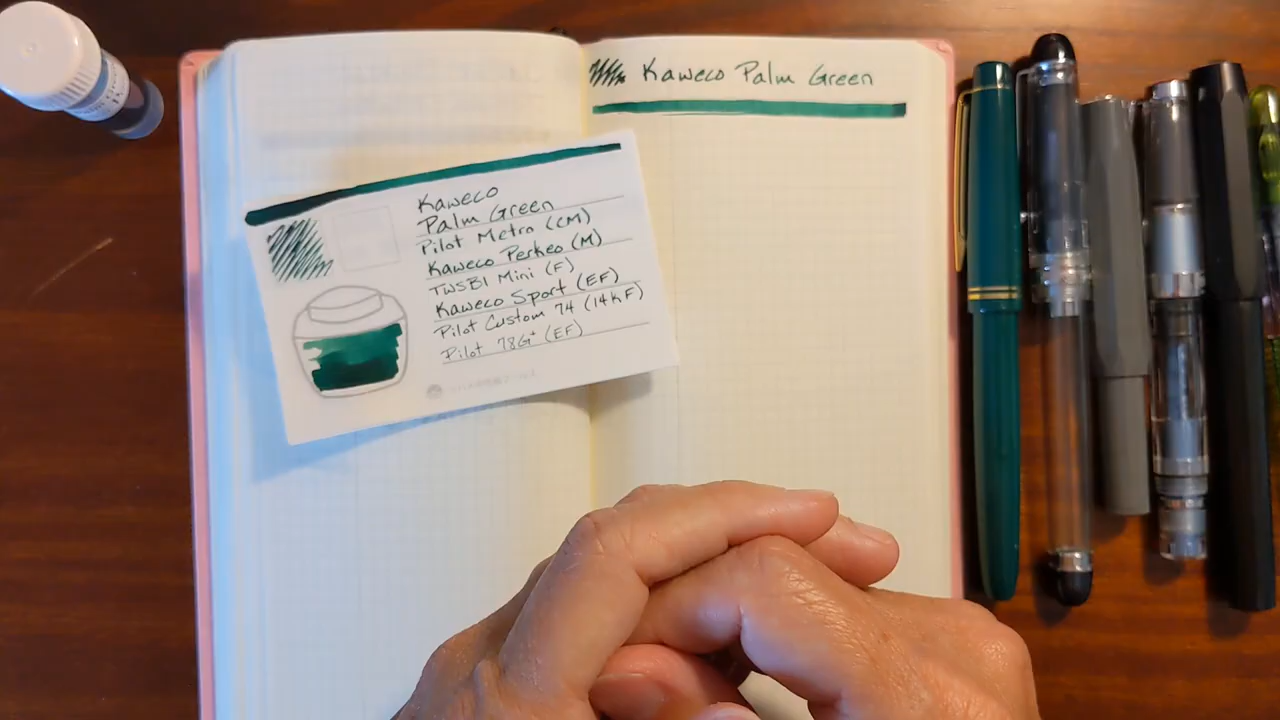 Kaweco Palm Green
Kaweco
Palm Green
Pilot Metro (CM)
Kaweco Perkeo (M)
TWSBI Mini (F)
Kaweco Sport (EF)
Pilot Custom 74 (14k F)
Pilot 78G+ (EF)